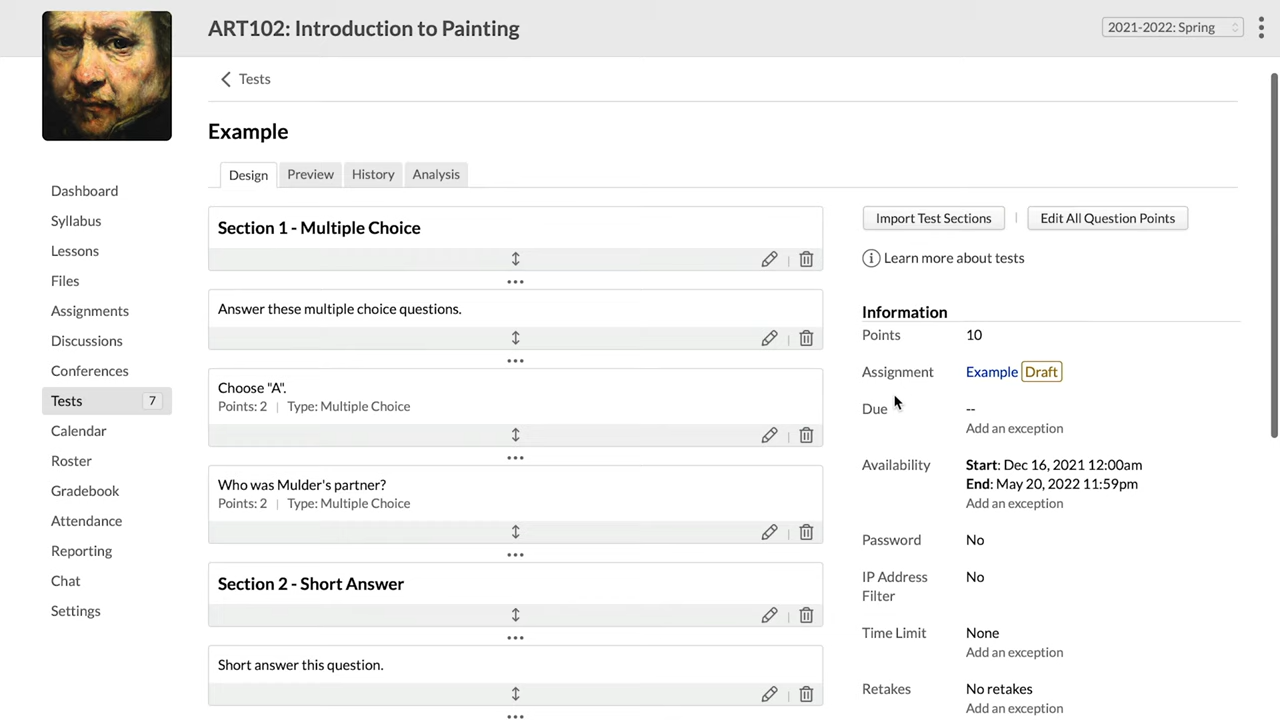 ART102: Introduction to Painting
2021-2022: Spring
Tests
Example
Design
Preview
History
Analysis
Dashboard
Syllabus
Lessons
Files
Assignments
Discussions
Conferences
Tests 7
Calendar
Roster
Gradebook
Attendance
Reporting
Chat
Settings
Section 1 - Multiple Choice
Answer these multiple choice questions.
Choose "A".
Points: 2 | Type: Multiple Choice
Who was Mulder's partner?
Points: 2 | Type: Multiple Choice
Section 2 - Short Answer
Short answer this question.
Import Test Sections | Edit All Question Points
Learn more about tests
Information
Points 10
Assignment Example Draft
Due --
Add an exception
Availability Start: Dec 16, 2021 12:00am
End: May 20, 2022 11:59pm
Add an exception
Password No
IP Address No
Filter
Time Limit None
Add an exception
Retakes No retakes
Add an exception